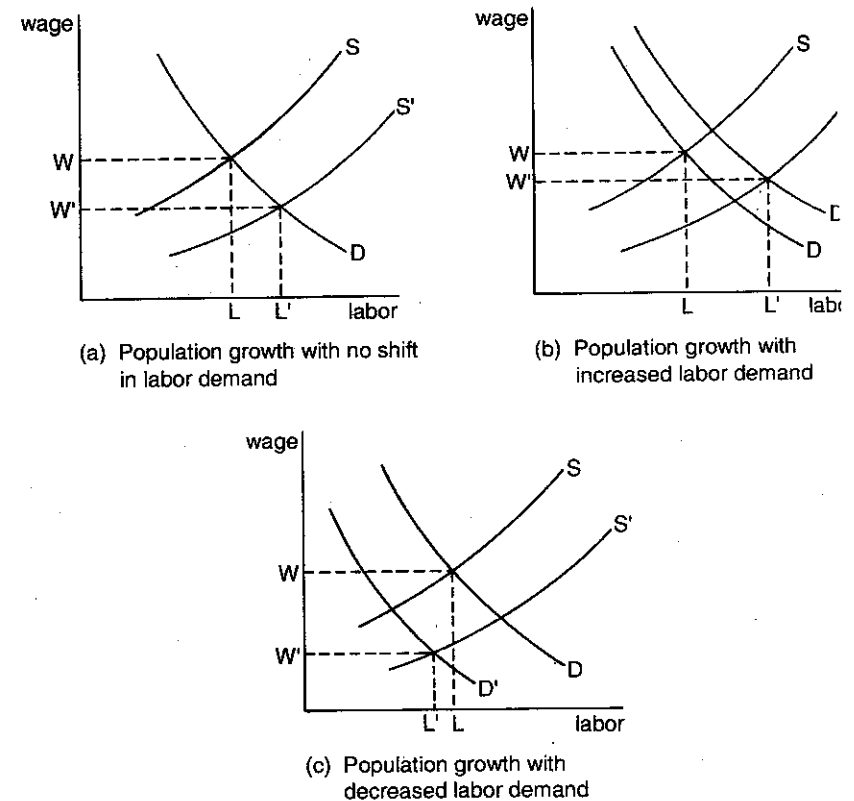 wage
S
S'
W
W'
D
L
L'
labor
(a) Population growth with no shift
in labor demand
wage
S
W
W'
D
L
L'
(b) Population growth with
increased labor demand
wage
S
S'
W
W'
D
D'
L'
L
labor
(c) Population growth with
decreased labor demand